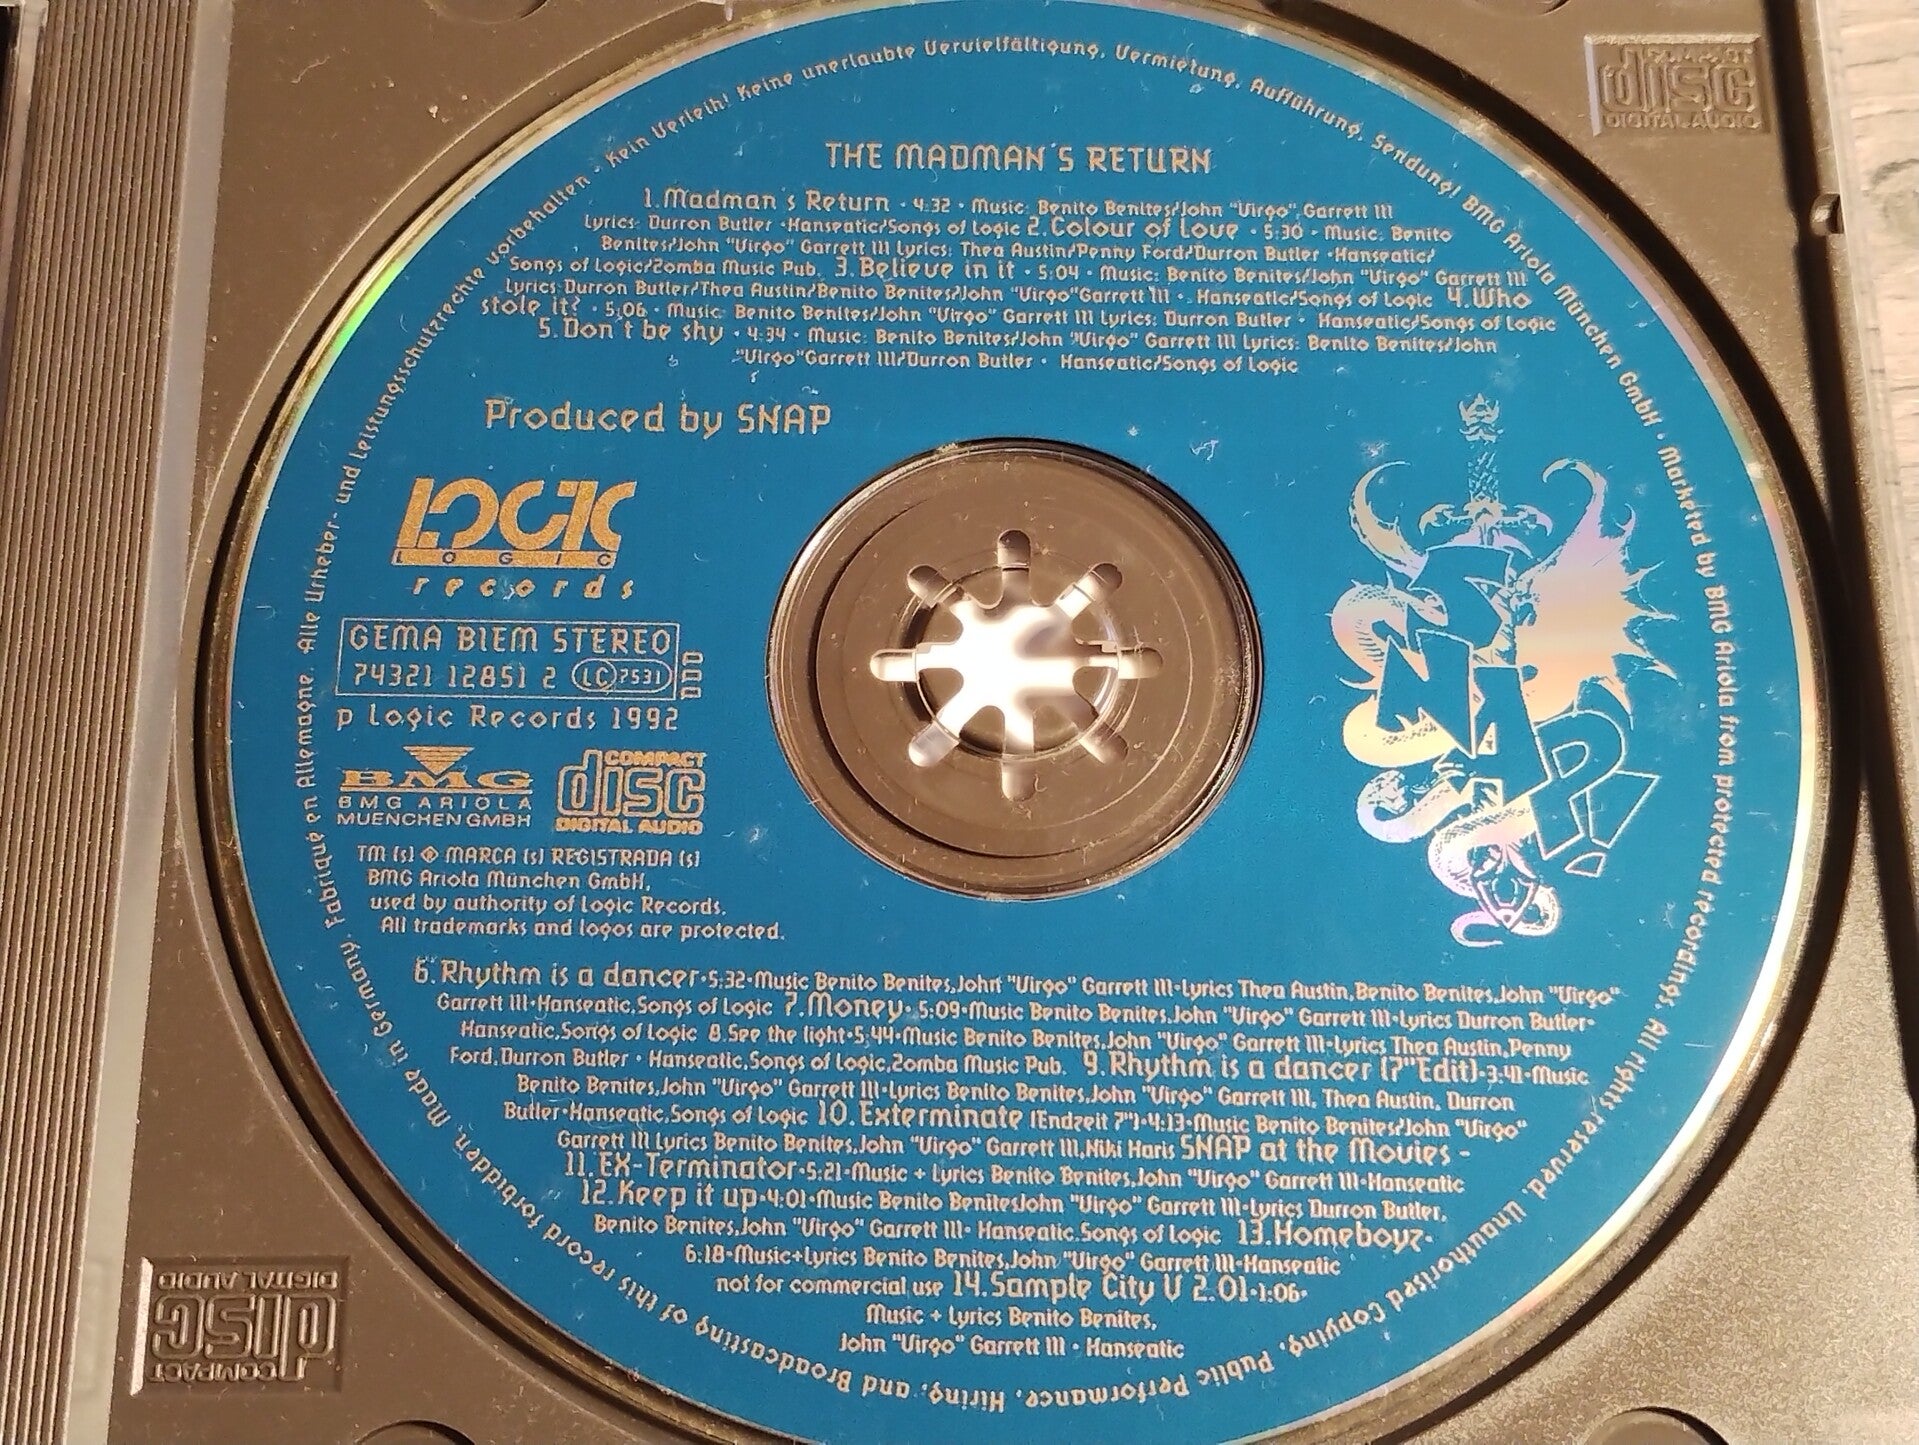 THE MADMAN'S RETURN
1.Madman s Return · 4:32 · Music: Benito Benites/John "Virgo" Garrett III
Lyrics: Durron Butler ·Hanseatic/Songs of Logic 2.Colour of Love · 5:30 · Music: Benito
Benites/John "Virgo" Garrett III Lyrics: Thea Austin/Penny Ford/Durron Butler ·Hanseatic/
Songs of Logic/Zomba Music Pub. 3.Believe in it · 5:04 · Music: Benito Benites/John "Virgo" Garrett III
Lyrics Durron Butler/Thea Austin/Benito Benites/John "Virgo"Garrett III · Hanseatic/Songs of Logic 4.Who
stole it? · 5:06 · Music: Benito Benites/John "Virgo" Garrett III Lyrics: Durron Butler · Hanseatic/Songs of Logic
5.Don t be shy · 4:34 · Music: Benito Benites/John "Virgo" Garrett III Lyrics: Benito Benites/John
"Virgo"Garrett III/Durron Butler · Hanseatic/Songs of Logic
Produced by SNAP
LOGIC
LOGIC
records
GEMA BIEM STEREO
74321 12851 2 LC 7531
DDD
p Logic Records 1992
BMG
BMG ARIOLA
MUENCHEN GMBH
COMPACT
disc
DIGITAL AUDIO
TM (s) ® MARCA (s) REGISTRADA (s)
BMG Ariola München GmbH,
used by authority of Logic Records.
All trademarks and logos are protected.
SNAP!
6.Rhythm is a dancer·5:32·Music Benito Benites,John "Virgo" Garrett III·Lyrics Thea Austin,Benito Benites,John "Virgo"
Garrett III·Hanseatic,Songs of Logic 7.Money· 5:09·Music Benito Benites,John "Virgo" Garrett III·Lyrics Durron Butler·
Hanseatic,Songs of Logic 8.See the light·5:44·Music Benito Benites,John "Virgo" Garrett III·Lyrics Thea Austin,Penny
Ford,Durron Butler · Hanseatic,Songs of Logic,Zomba Music Pub. 9.Rhythm is a dancer (7"Edit)·3:41·Music
Benito Benites,John "Virgo" Garrett III·Lyrics Benito Benites,John "Virgo" Garrett III, Thea Austin, Durron
Butler·Hanseatic,Songs of Logic 10.Exterminate (Endzeit 7")·4:13·Music Benito Benites/John "Virgo"
Garrett III Lyrics Benito Benites,John "Virgo" Garrett III,Niki Haris SNAP at the Movies -
11.EX-Terminator·5:21·Music + Lyrics Benito Benites,John "Virgo" Garrett III·Hanseatic
12.Keep it up·4:01·Music Benito BenitesJohn "Virgo" Garrett III·Lyrics Durron Butler,
Benito Benites,John "Virgo" Garrett III· Hanseatic,Songs of Logic 13.Homeboyz·
6:18·Music+Lyrics Benito Benites,John "Virgo" Garrett III·Hanseatic
not for commercial use 14.Sample City V 2.01·1:06·
Music + Lyrics Benito Benites,
John "Virgo" Garrett III · Hanseatic
Made in Germany, Fabriqué en Allemagne. Alle Urheber- und Leistungsschutzrechte vorbehalten · Kein Verleih! Keine unerlaubte Vervielfältigung, Vermietung, Aufführung, Sendung! BMG Ariola München GmbH · Marketed by BMG Ariola from protected recordings. All rights reserved. Unauthorised Copying, Public Performance, Hiring, and Broadcasting of this record forbidden.
COMPACT
disc
DIGITAL AUDIO
COMPACT
disc
DIGITAL AUDIO